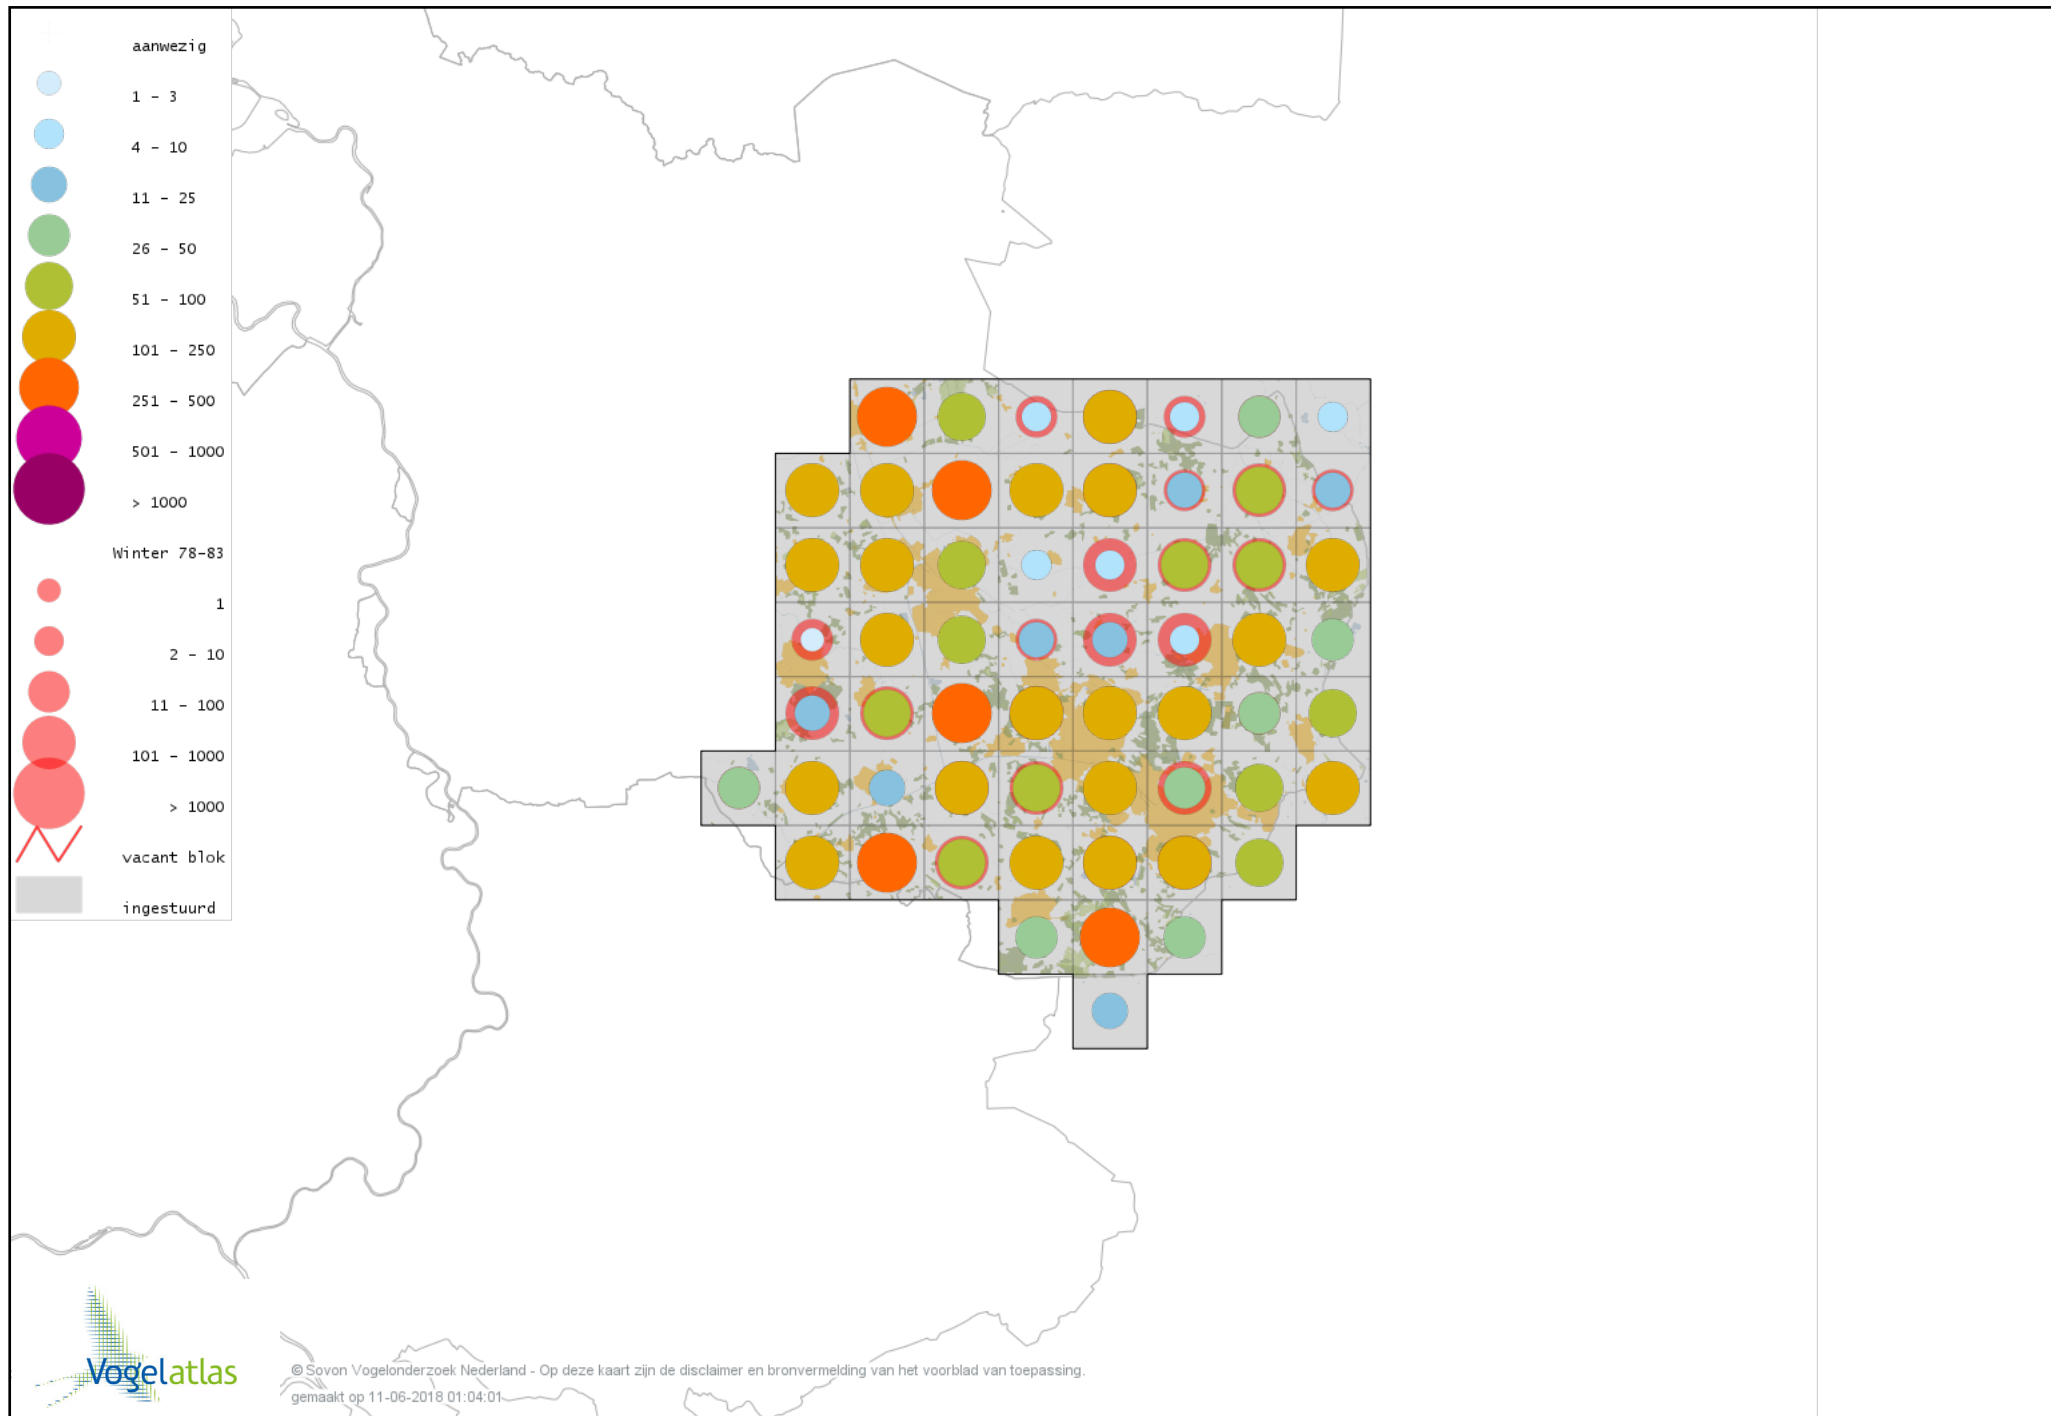 aanwezig
1 - 3
4 - 10
11 - 25
26 - 50
51 - 100
101 - 250
251 - 500
501 - 1000
> 1000
Winter 78-83
1
2 - 10
11 - 100
101 - 1000
> 1000
vacant blok
ingestuurd
Vogelatlas
© Sovon Vogelonderzoek Nederland - Op deze kaart zijn de disclaimer en bronvermelding van het voorblad van toepassing.
gemaakt op 11-06-2018 01:04:01